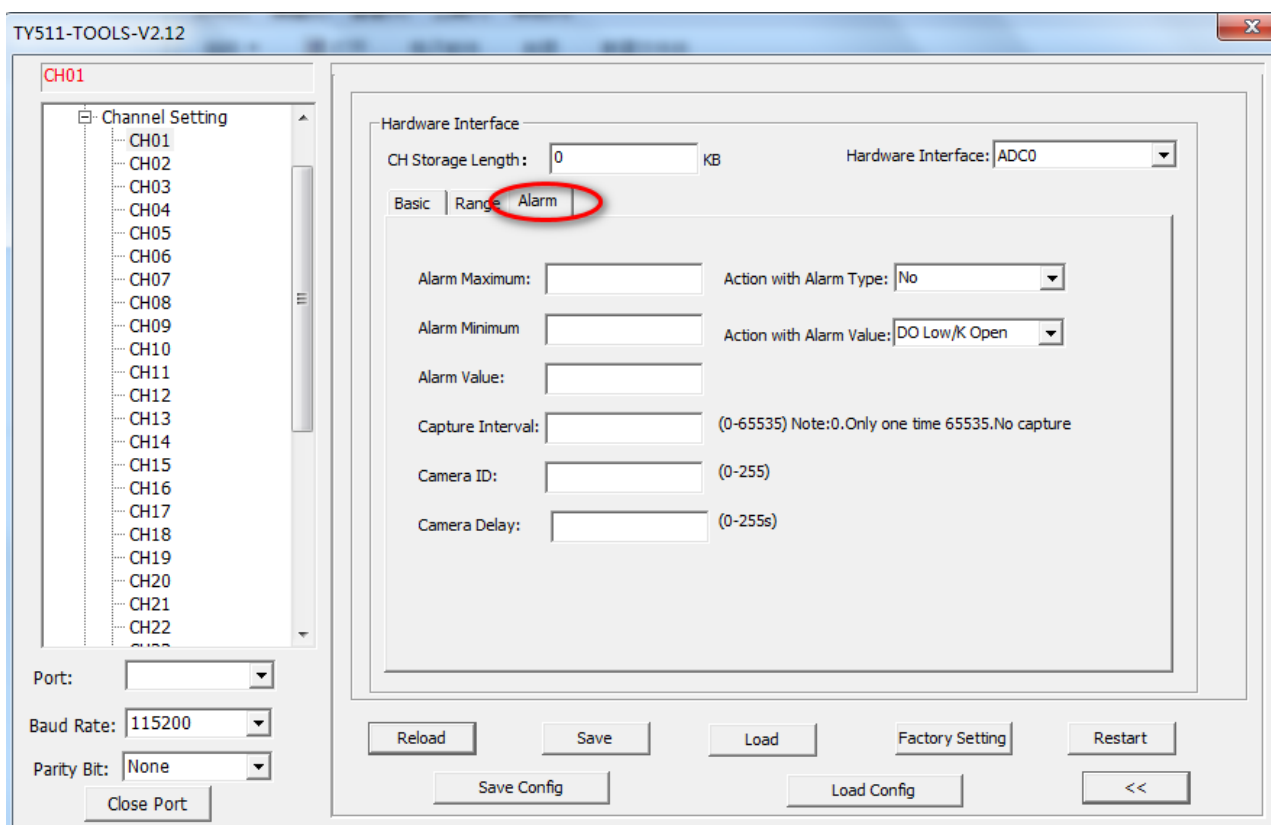 TY511-TOOLS-V2.12
CH01
Channel Setting
CH01
CH02
CH03
CH04
CH05
CH06
CH07
CH08
CH09
CH10
CH11
CH12
CH13
CH14
CH15
CH16
CH17
CH18
CH19
CH20
CH21
CH22
Port:
Baud Rate: 115200
Parity Bit: None
Close Port
Hardware Interface
CH Storage Length: 0 KB Hardware Interface: ADC0
Basic Range Alarm
Alarm Maximum: Action with Alarm Type: No
Alarm Minimum Action with Alarm Value: DO Low/K Open
Alarm Value:
Capture Interval: (0-65535) Note:0.Only one time 65535.No capture
Camera ID: (0-255)
Camera Delay: (0-255s)
Reload Save Load Factory Setting Restart
Save Config Load Config <<